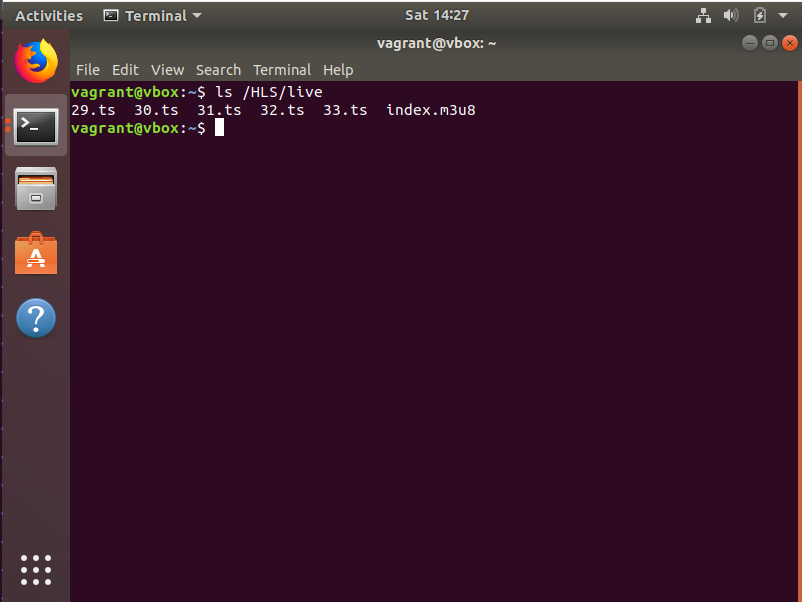 Activities Terminal Sat 14:27
vagrant@vbox: ~
File Edit View Search Terminal Help
vagrant@vbox:~$ ls /HLS/live
29.ts 30.ts 31.ts 32.ts 33.ts index.m3u8
vagrant@vbox:~$